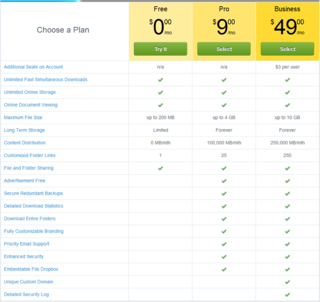 Choose a Plan
Free
$0.00/mo
Try It
Pro
$9.00/mo
Select
Business
$49.00/mo
Select
Additional Seats on Account n/a n/a $3 per user
Unlimited Fast Simultaneous Downloads
Unlimited Online Storage
Online Document Viewing
Maximum File Size up to 200 MB up to 4 GB up to 10 GB
Long Term Storage Limited Forever Forever
Content Distribution 0 MB/mth 100,000 MB/mth 250,000 MB/mth
Customized Folder Links 1 25 250
File and Folder Sharing
Advertisement Free
Secure Redundant Backups
Detailed Download Statistics
Download Entire Folders
Fully Customizable Branding
Priority Email Support
Enhanced Security
Embeddable File Dropbox
Unique Custom Domain
Detailed Security Log